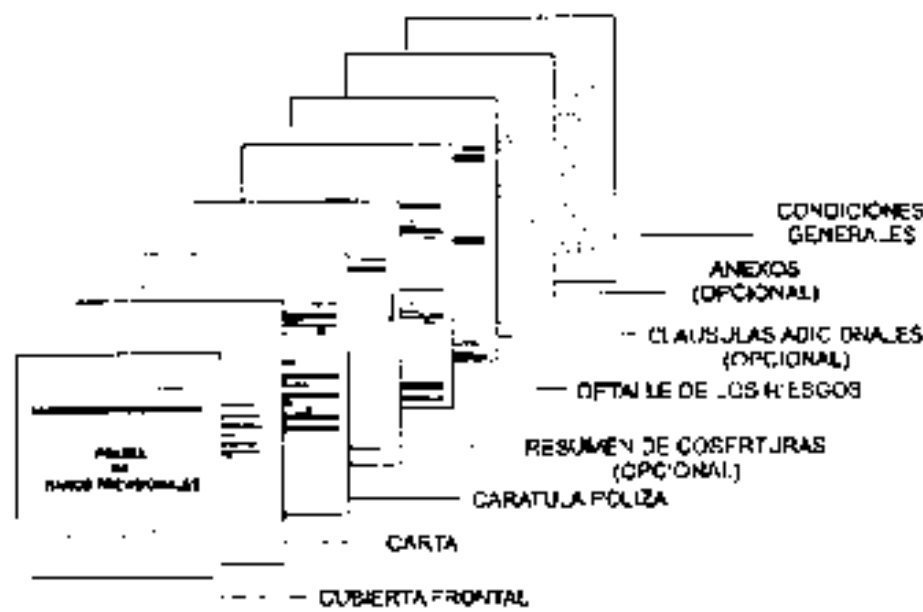 CONDICIONES
GENERALES
ANEXOS
(OPCIONAL)
CLAUSULAS ADICIONALES
(OPCIONAL)
DETALLE DE LOS RIESGOS
RESUMEN DE COBERTURAS
(OPCIONAL)
CARATULA POLIZA
CARTA
CUBIERTA FRONTAL